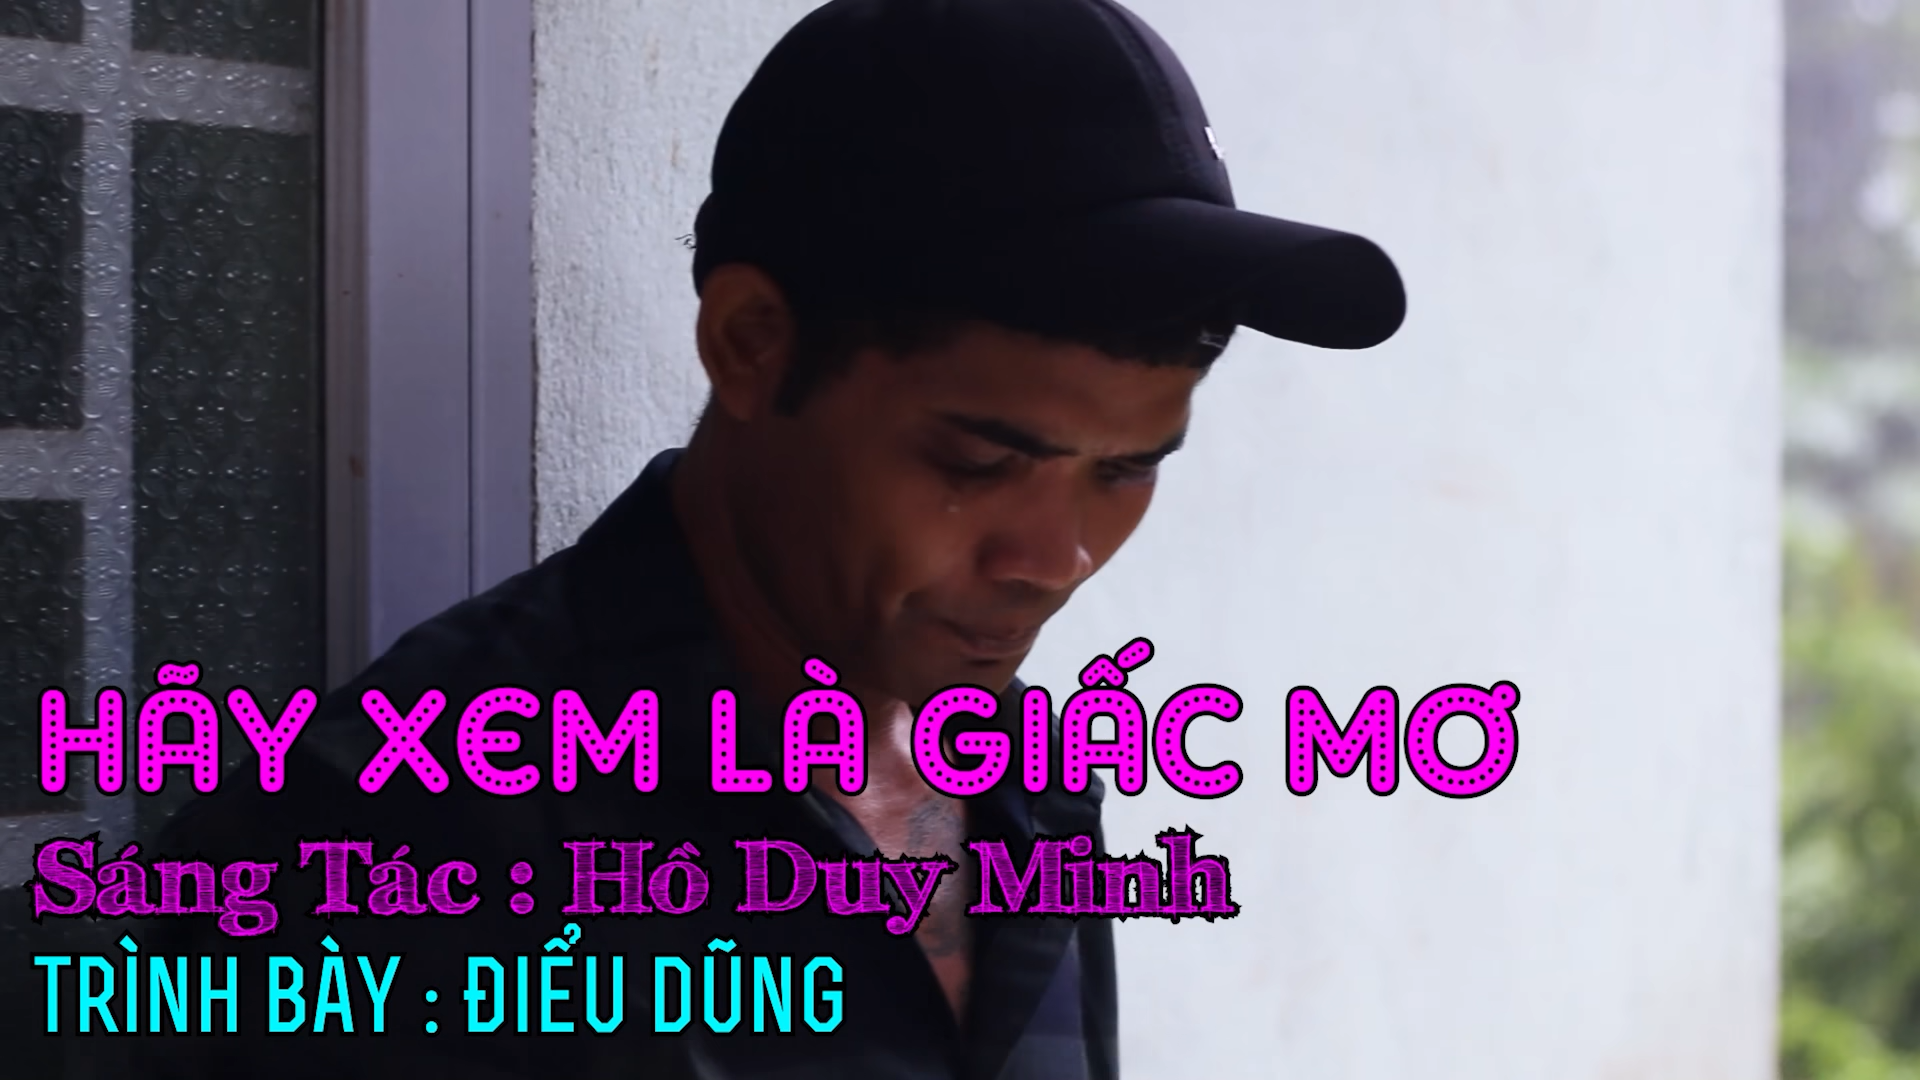 HÃY XEM LÀ GIẤC MƠ
Sáng Tác : Hồ Duy Minh
TRÌNH BÀY : ĐIỂU DŨNG